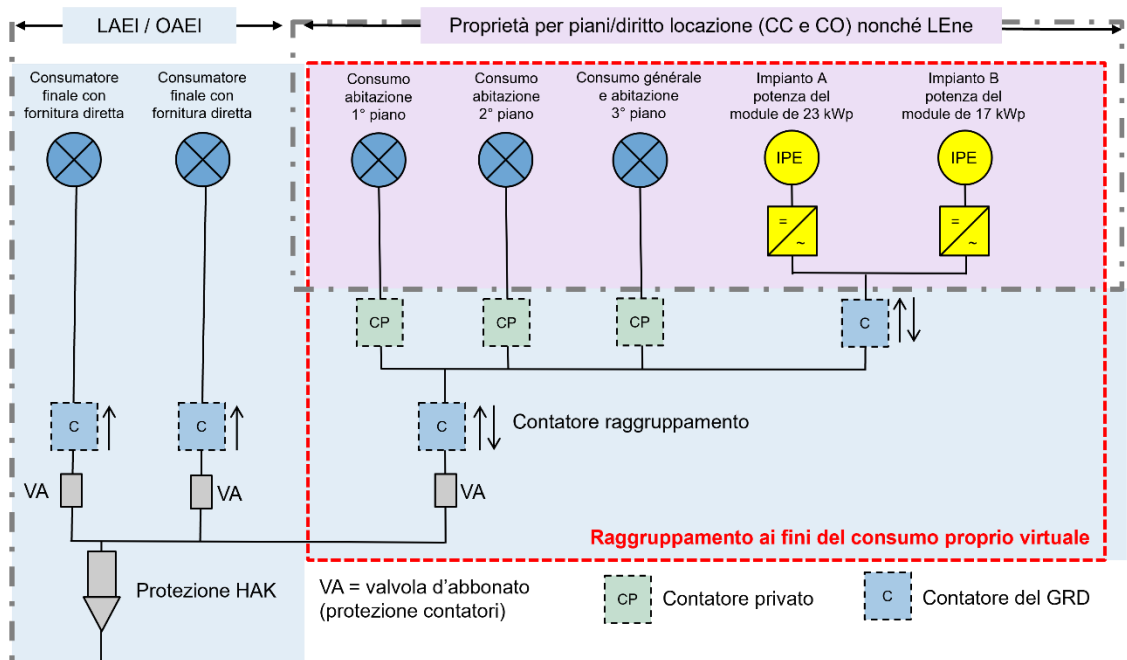 LAEI / OAEI
Proprietà per piani/diritto locazione (CC e CO) nonché LEne
Consumatore
finale con
fornitura diretta
Consumatore
finale con
fornitura diretta
Consumo
abitazione
1° piano
Consumo
abitazione
2° piano
Consumo générale
e abitazione
3° piano
Impianto A
potenza del
module de 23 kWp
Impianto B
potenza del
module de 17 kWp
IPE
IPE
=
~
=
~
CP
CP
CP
C
C
C
C
Contatore raggruppamento
VA
VA
VA
Raggruppamento ai fini del consumo proprio virtuale
Protezione HAK
VA = valvola d'abbonato
(protezione contatori)
CP
Contatore privato
C
Contatore del GRD